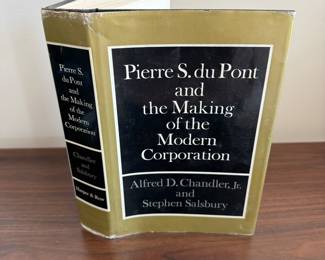 Pierre S.
du Pont
and the
Making
of the
Modern
Corporation
Chandler
and
Salsbury
Harper & Row
Pierre S. du Pont
and
the Making
of the
Modern
Corporation
Alfred D. Chandler, Jr.
and
Stephen Salsbury